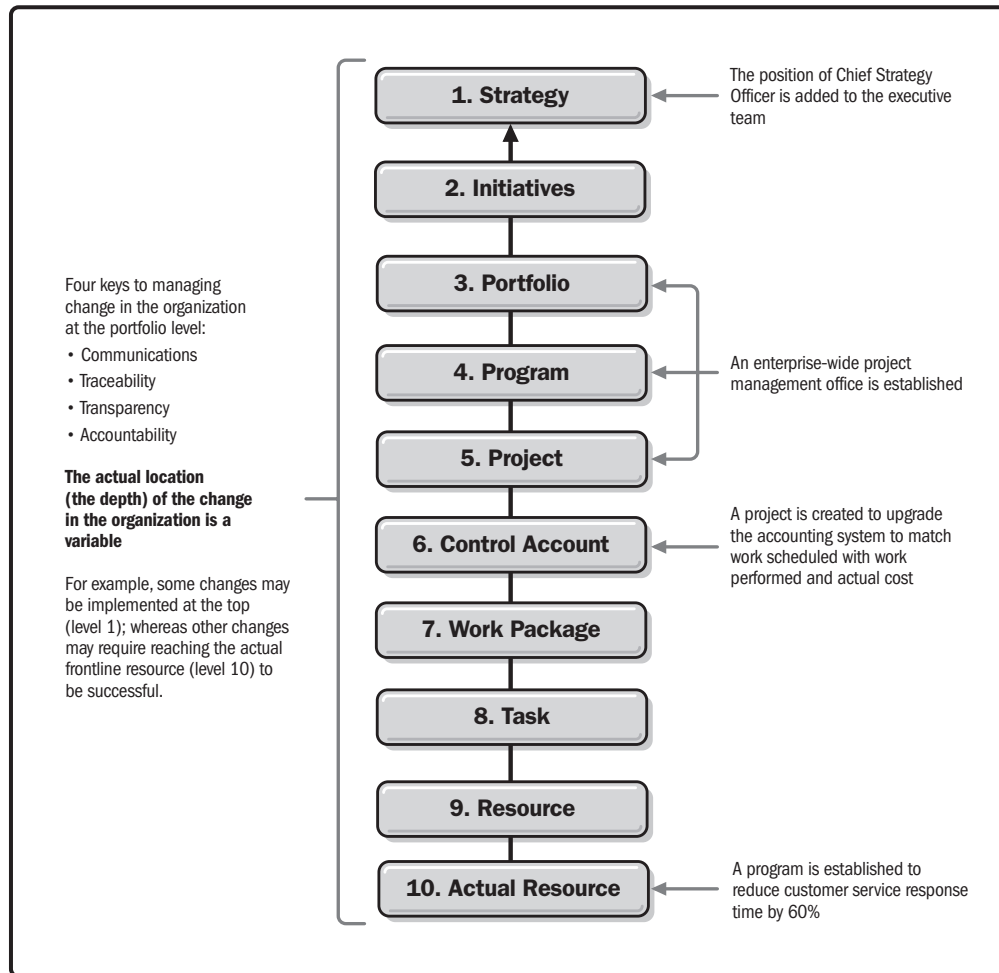 Four keys to managing
change in the organization
at the portfolio level:
• Communications
• Traceability
• Transparency
• Accountability
The actual location
(the depth) of the change
in the organization is a
variable
For example, some changes may
be implemented at the top
(level 1); whereas other changes
may require reaching the actual
frontline resource (level 10) to
be successful.
1. Strategy
2. Initiatives
3. Portfolio
4. Program
5. Project
6. Control Account
7. Work Package
8. Task
9. Resource
10. Actual Resource
The position of Chief Strategy
Officer is added to the executive
team
An enterprise-wide project
management office is established
A project is created to upgrade
the accounting system to match
work scheduled with work
performed and actual cost
A program is established to
reduce customer service response
time by 60%